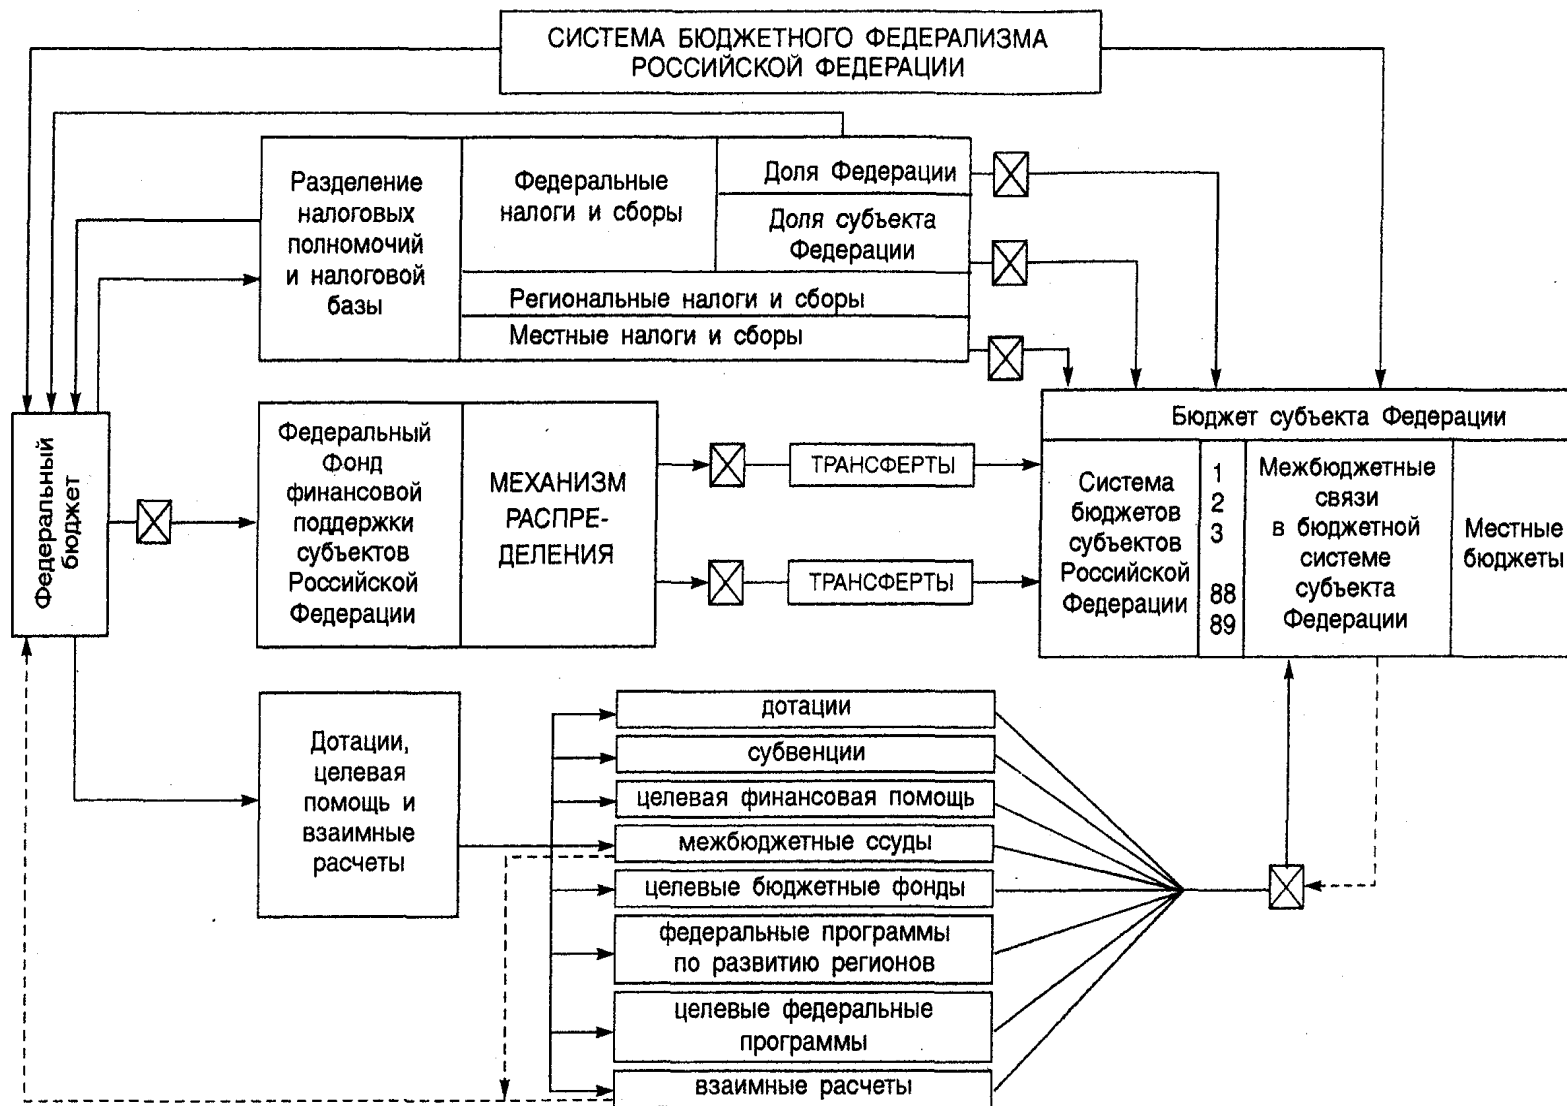 СИСТЕМА БЮДЖЕТНОГО ФЕДЕРАЛИЗМА
РОССИЙСКОЙ ФЕДЕРАЦИИ
Разделение
налоговых
полномочий
и налоговой
базы
Федеральные
налоги и сборы
Доля Федерации
Доля субъекта
Федерации
Региональные налоги и сборы
Местные налоги и сборы
Федеральный
бюджет
Федеральный
Фонд
финансовой
поддержки
субъектов
Российской
Федерации
МЕХАНИЗМ
РАСПРЕ-
ДЕЛЕНИЯ
ТРАНСФЕРТЫ
ТРАНСФЕРТЫ
Бюджет субъекта Федерации
Система
бюджетов
субъектов
Российской
Федерации
1
2
3
88
89
Межбюджетные
связи
в бюджетной
системе
субъекта
Федерации
Местные
бюджеты
Дотации,
целевая
помощь и
взаимные
расчеты
дотации
субвенции
целевая финансовая помощь
межбюджетные ссуды
целевые бюджетные фонды
федеральные программы
по развитию регионов
целевые федеральные
программы
взаимные расчеты